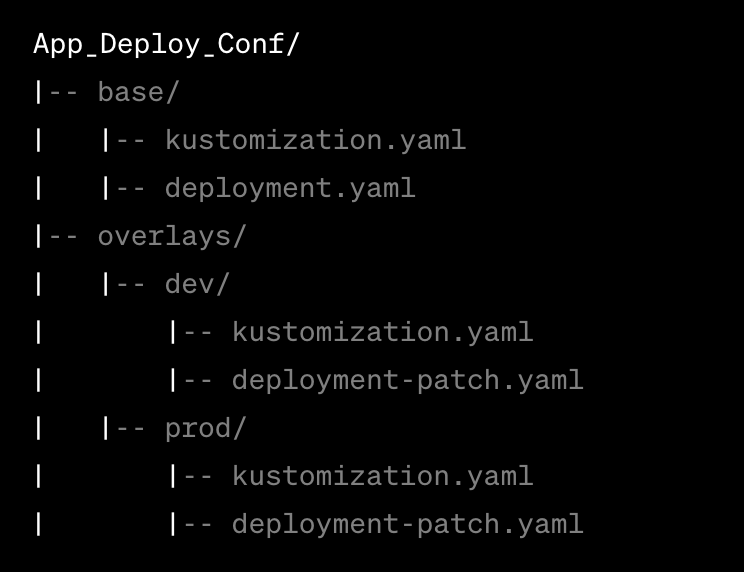 App_Deploy_Conf/
|-- base/
|   |-- kustomization.yaml
|   |-- deployment.yaml
|-- overlays/
|   |-- dev/
|       |-- kustomization.yaml
|       |-- deployment-patch.yaml
|   |-- prod/
|       |-- kustomization.yaml
|       |-- deployment-patch.yaml